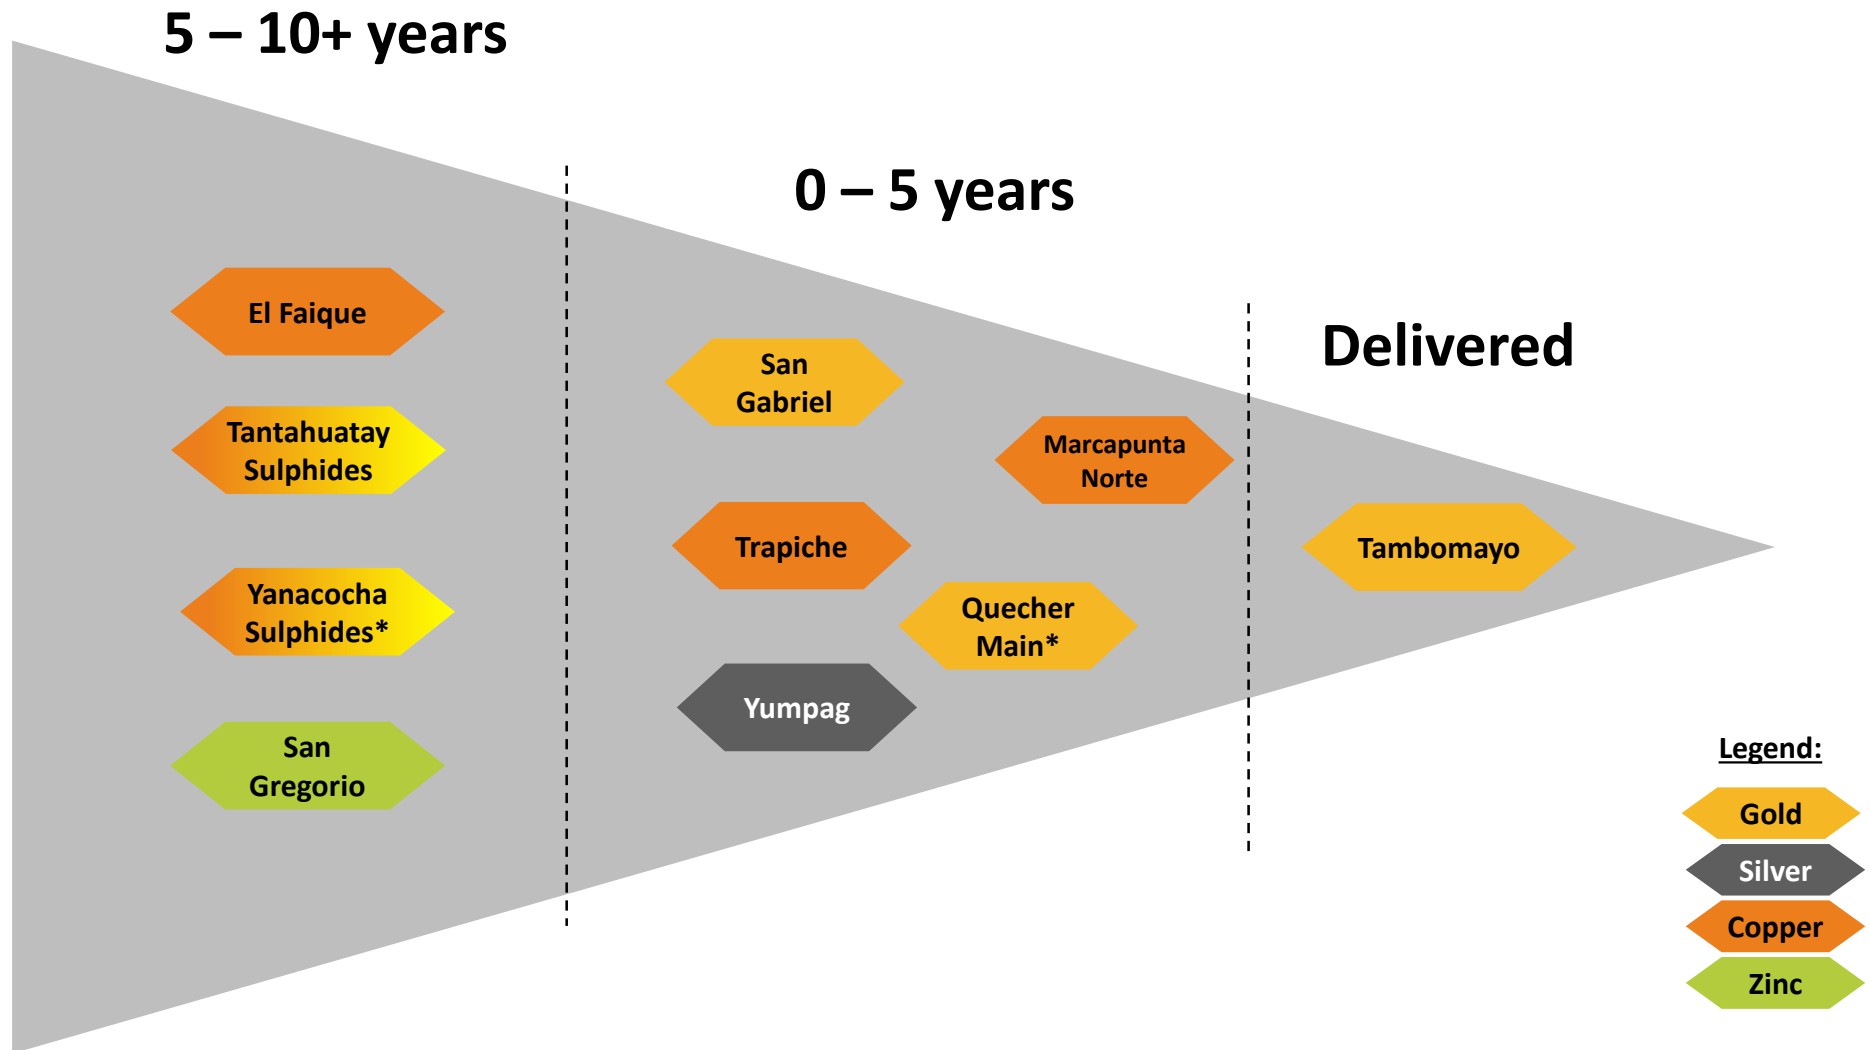 5 – 10+ years
0 – 5 years
Delivered
El Faique
Tantahuatay
Sulphides
Yanacocha
Sulphides*
San
Gregorio
San
Gabriel
Marcapunta
Norte
Trapiche
Quecher
Main*
Yumpag
Tambomayo
Legend:
Gold
Silver
Copper
Zinc